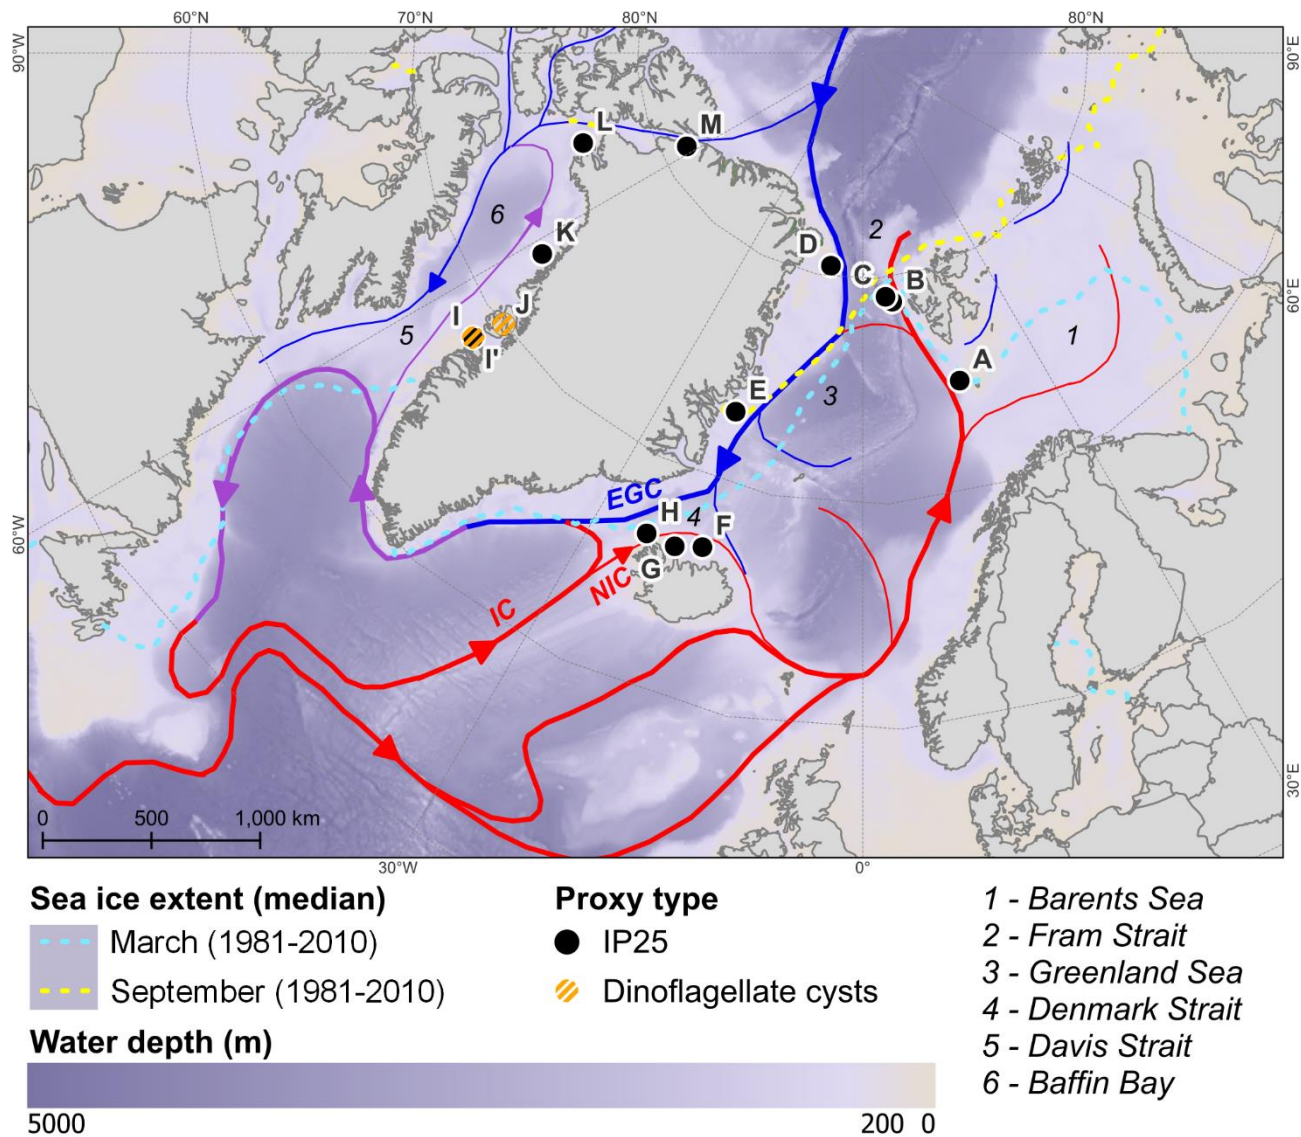 60°N 70°N 80°N 80°N
90°W
90°E
L
M
6
K
D
2
C
B
I
J
5
I'
1
60°E
A
E
3
EGC
H
4
F
60°W
G
NIC
IC
30°E
0 500 1,000 km
30°W 0°
Sea ice extent (median)
March (1981-2010)
September (1981-2010)
Water depth (m)
5000 200 0
Proxy type
IP25
Dinoflagellate cysts
1 - Barents Sea
2 - Fram Strait
3 - Greenland Sea
4 - Denmark Strait
5 - Davis Strait
6 - Baffin Bay